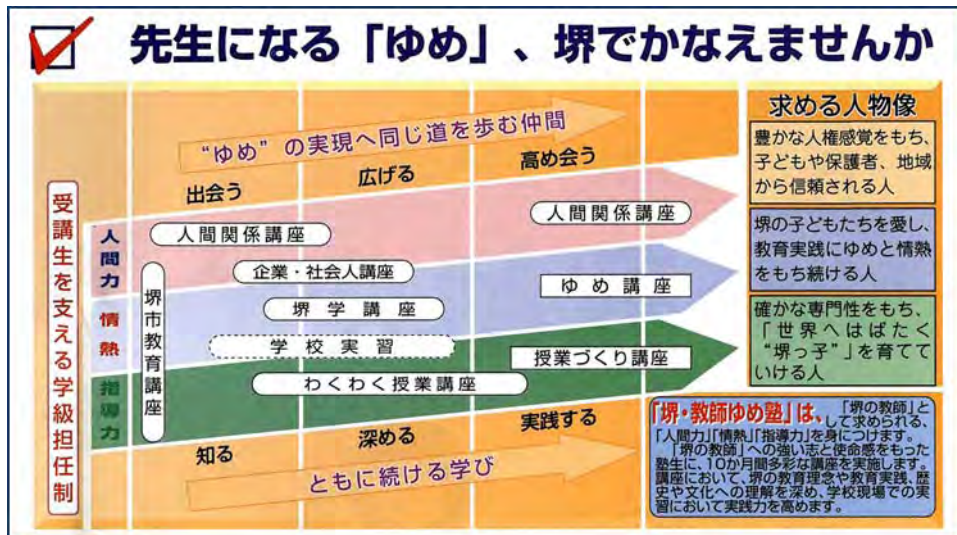 先生になる「ゆめ」、堺でかなえませんか
“ゆめ”の実現へ同じ道を歩む仲間
出会う
広げる
高め会う
受講生を支える学級担任制
人間力
情熱
指導力
人間関係講座
人間関係講座
企業・社会人講座
堺市教育講座
堺学講座
ゆめ講座
学校実習
授業づくり講座
わくわく授業講座
知る
深める
実践する
ともに続ける学び
求める人物像
豊かな人権感覚をもち、
子どもや保護者、地域
から信頼される人
堺の子どもたちを愛し、
教育実践にゆめと情熱
をもち続ける人
確かな専門性をもち、
「世界へはばたく
“堺っ子”」を育てて
いける人
「堺・教師ゆめ塾」は、「堺の教師」と
して求められる、
「人間力」「情熱」「指導力」を身につけます。
「堺の教師」への強い志と使命感をもった
塾生に、10か月間多彩な講座を実施します。
講座において、堺の教育理念や教育実践、歴
史や文化への理解を深め、学校現場での実
習において実践力を高めます。